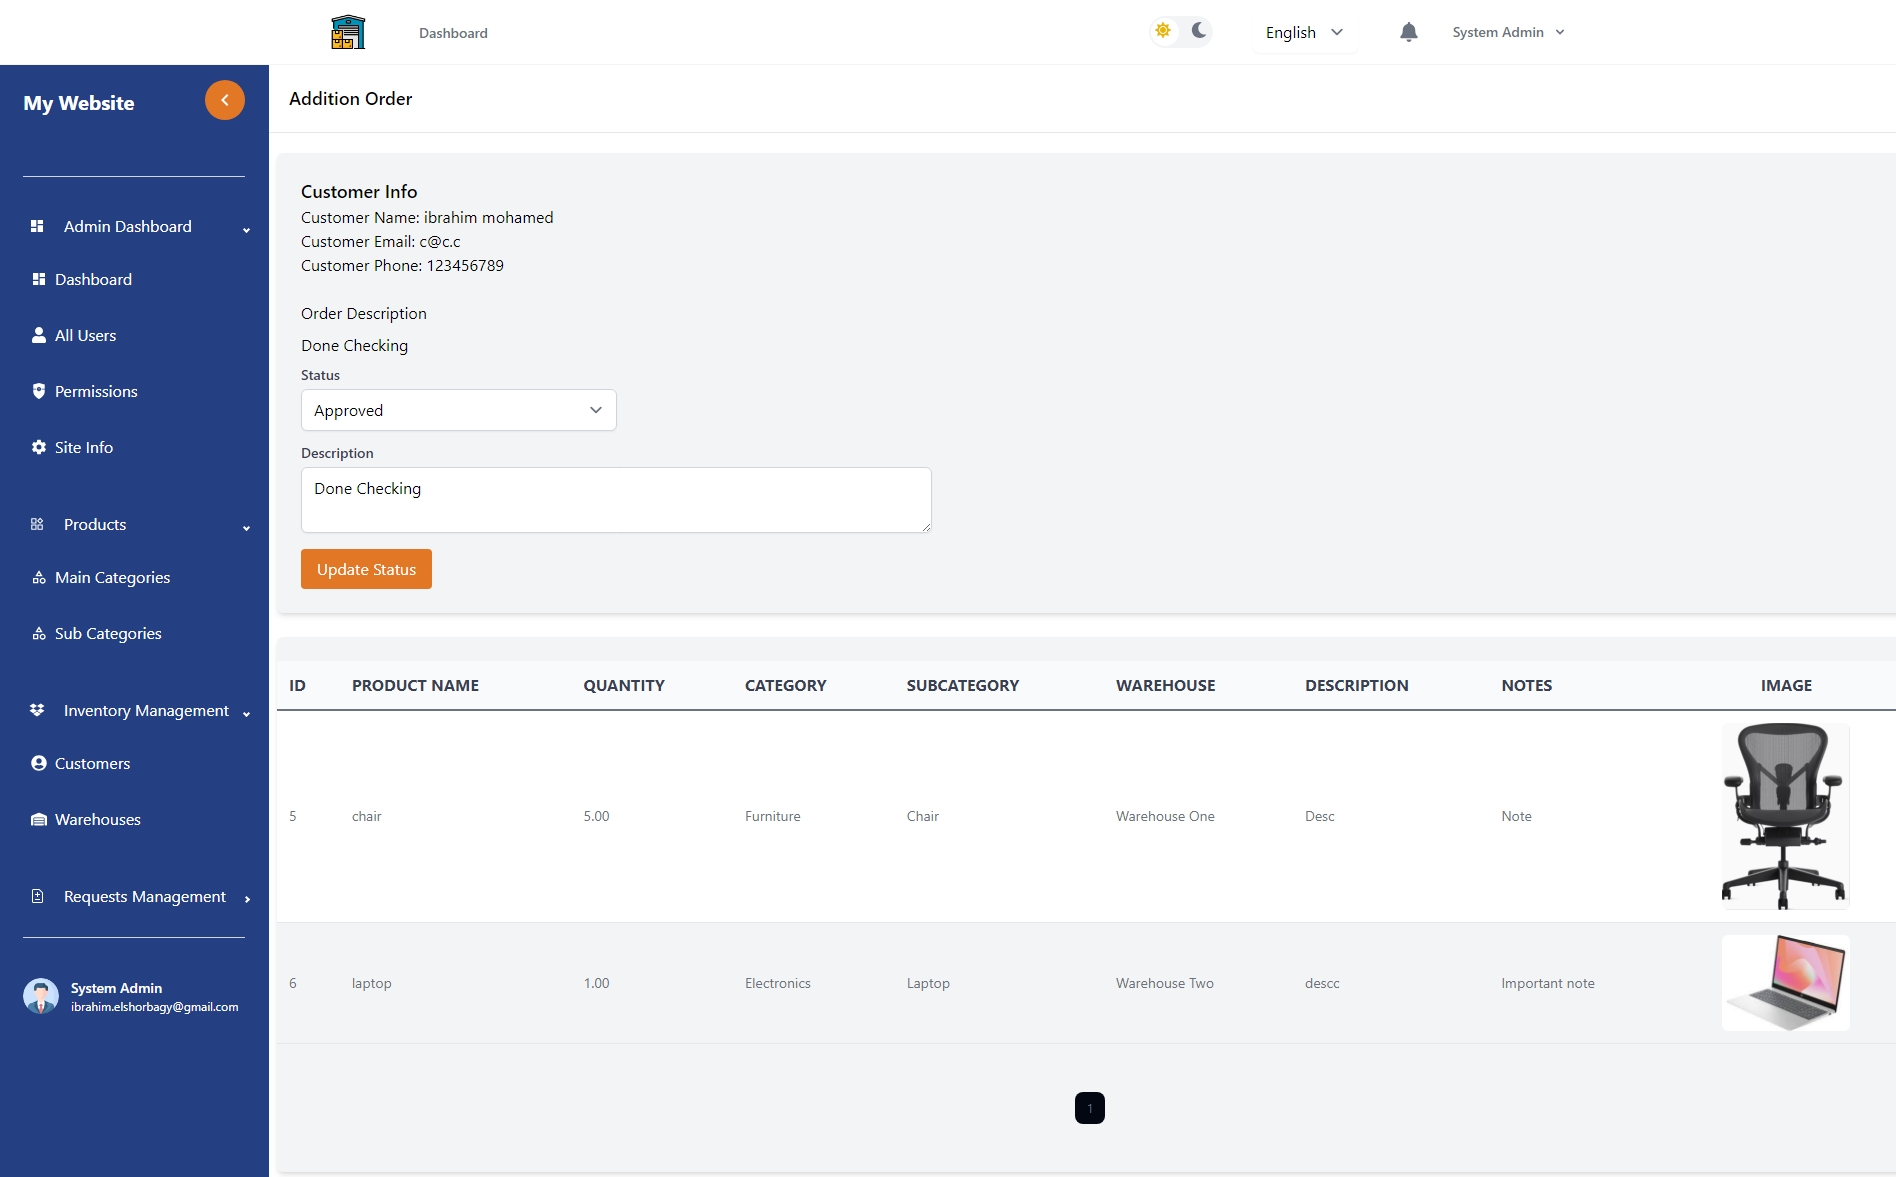 Dashboard
English
System Admin
My Website
Addition Order
Admin Dashboard
Dashboard
All Users
Permissions
Site Info
Products
Main Categories
Sub Categories
Inventory Management
Customers
Warehouses
Requests Management
System Admin
ibrahim.elshorbagy@gmail.com
Customer Info
Customer Name: ibrahim mohamed
Customer Email: c@c.c
Customer Phone: 123456789
Order Description
Done Checking
Status
Approved
Description
Done Checking
Update Status
ID PRODUCT NAME QUANTITY CATEGORY SUBCATEGORY WAREHOUSE DESCRIPTION NOTES IMAGE
5 chair 5.00 Furniture Chair Warehouse One Desc Note
6 laptop 1.00 Electronics Laptop Warehouse Two descc Important note
1